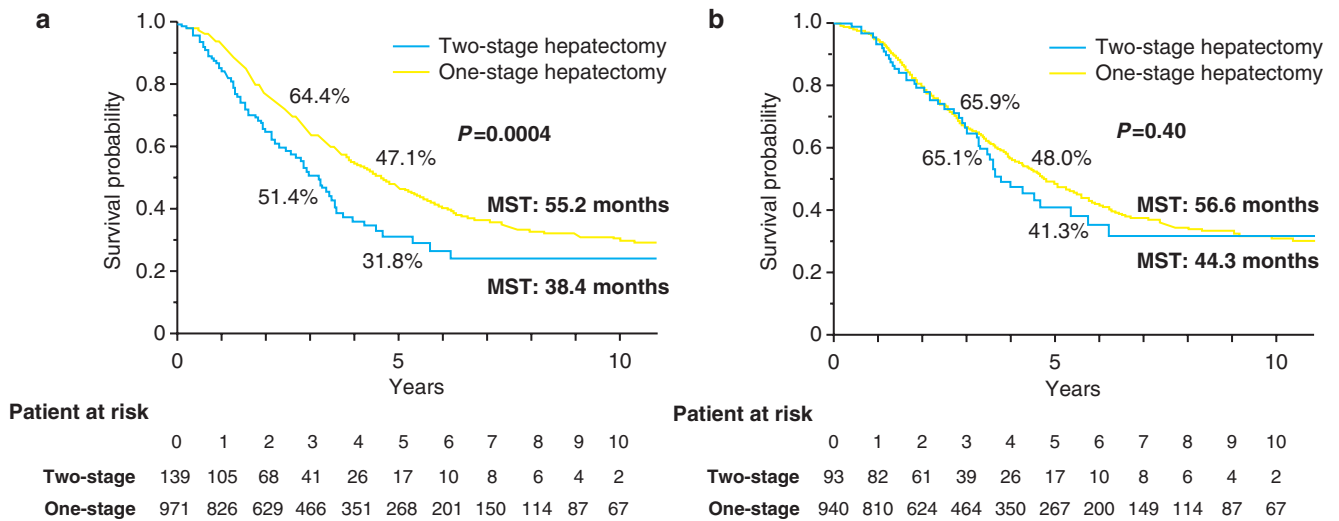 a
Two-stage hepatectomy
One-stage hepatectomy
1.0
0.8
0.6
0.4
0.2
0
Survival probability
64.4%
P=0.0004
47.1%
51.4%
MST: 55.2 months
31.8%
MST: 38.4 months
0 5 10
Years
Patient at risk
0 1 2 3 4 5 6 7 8 9 10
Two-stage 139 105 68 41 26 17 10 8 6 4 2
One-stage 971 826 629 466 351 268 201 150 114 87 67
b
Two-stage hepatectomy
One-stage hepatectomy
1.0
0.8
0.6
0.4
0.2
0
Survival probability
65.9%
P=0.40
65.1%
48.0%
MST: 56.6 months
41.3%
MST: 44.3 months
0 5 10
Years
Patient at risk
0 1 2 3 4 5 6 7 8 9 10
Two-stage 93 82 61 39 26 17 10 8 6 4 2
One-stage 940 810 624 464 350 267 200 149 114 87 67